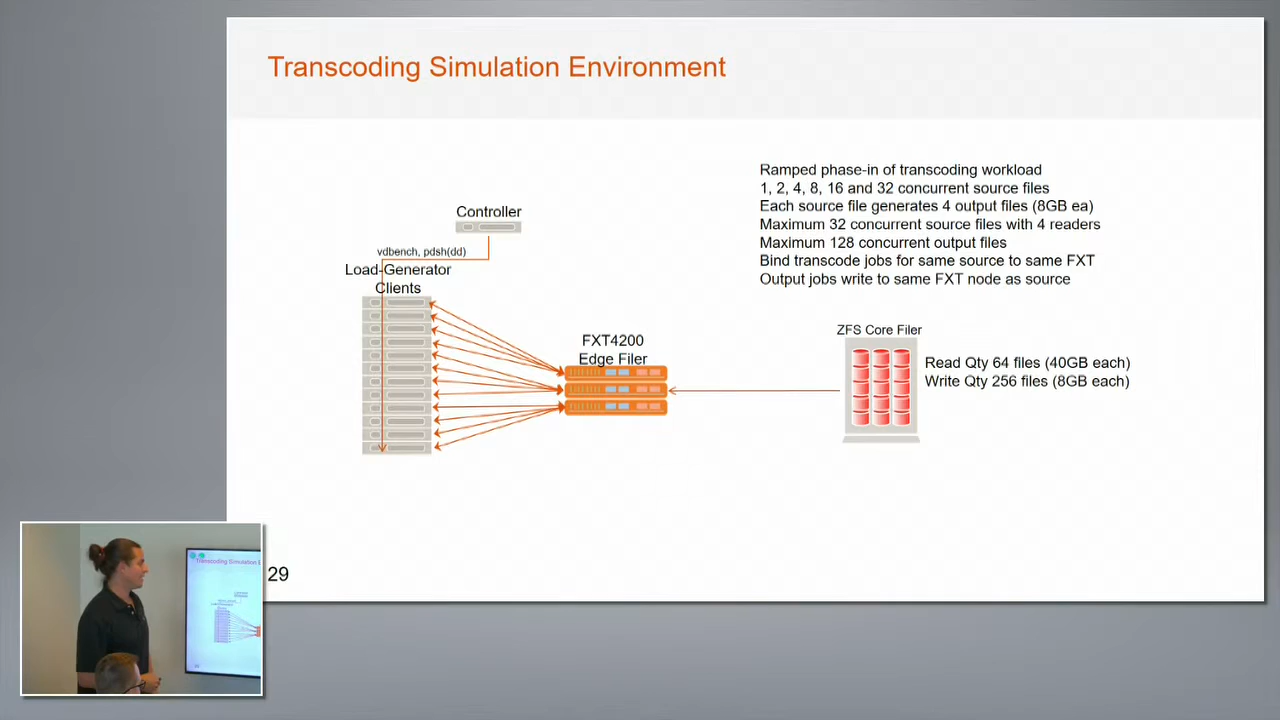 Transcoding Simulation Environment
Ramped phase-in of transcoding workload
1, 2, 4, 8, 16 and 32 concurrent source files
Each source file generates 4 output files (8GB ea)
Maximum 32 concurrent source files with 4 readers
Maximum 128 concurrent output files
Bind transcode jobs for same source to same FXT
Output jobs write to same FXT node as source
Controller
vdbench, pdsh(dd)
Load-Generator
Clients
FXT4200
Edge Filer
ZFS Core Filer
Read Qty 64 files (40GB each)
Write Qty 256 files (8GB each)
29
Transcoding Simulation E